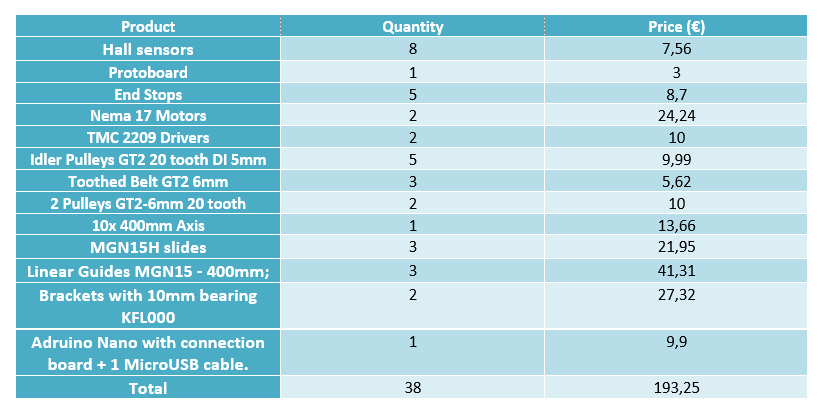 Product Quantity Price (€)
Hall sensors 8 7,56
Protoboard 1 3
End Stops 5 8,7
Nema 17 Motors 2 24,24
TMC 2209 Drivers 2 10
Idler Pulleys GT2 20 tooth DI 5mm 5 9,99
Toothed Belt GT2 6mm 3 5,62
2 Pulleys GT2-6mm 20 tooth 2 10
10x 400mm Axis 1 13,66
MGN15H slides 3 21,95
Linear Guides MGN15 - 400mm; 3 41,31
Brackets with 10mm bearing 2 27,32
KFL000
Adruino Nano with connection 1 9,9
board + 1 MicroUSB cable.
Total 38 193,25